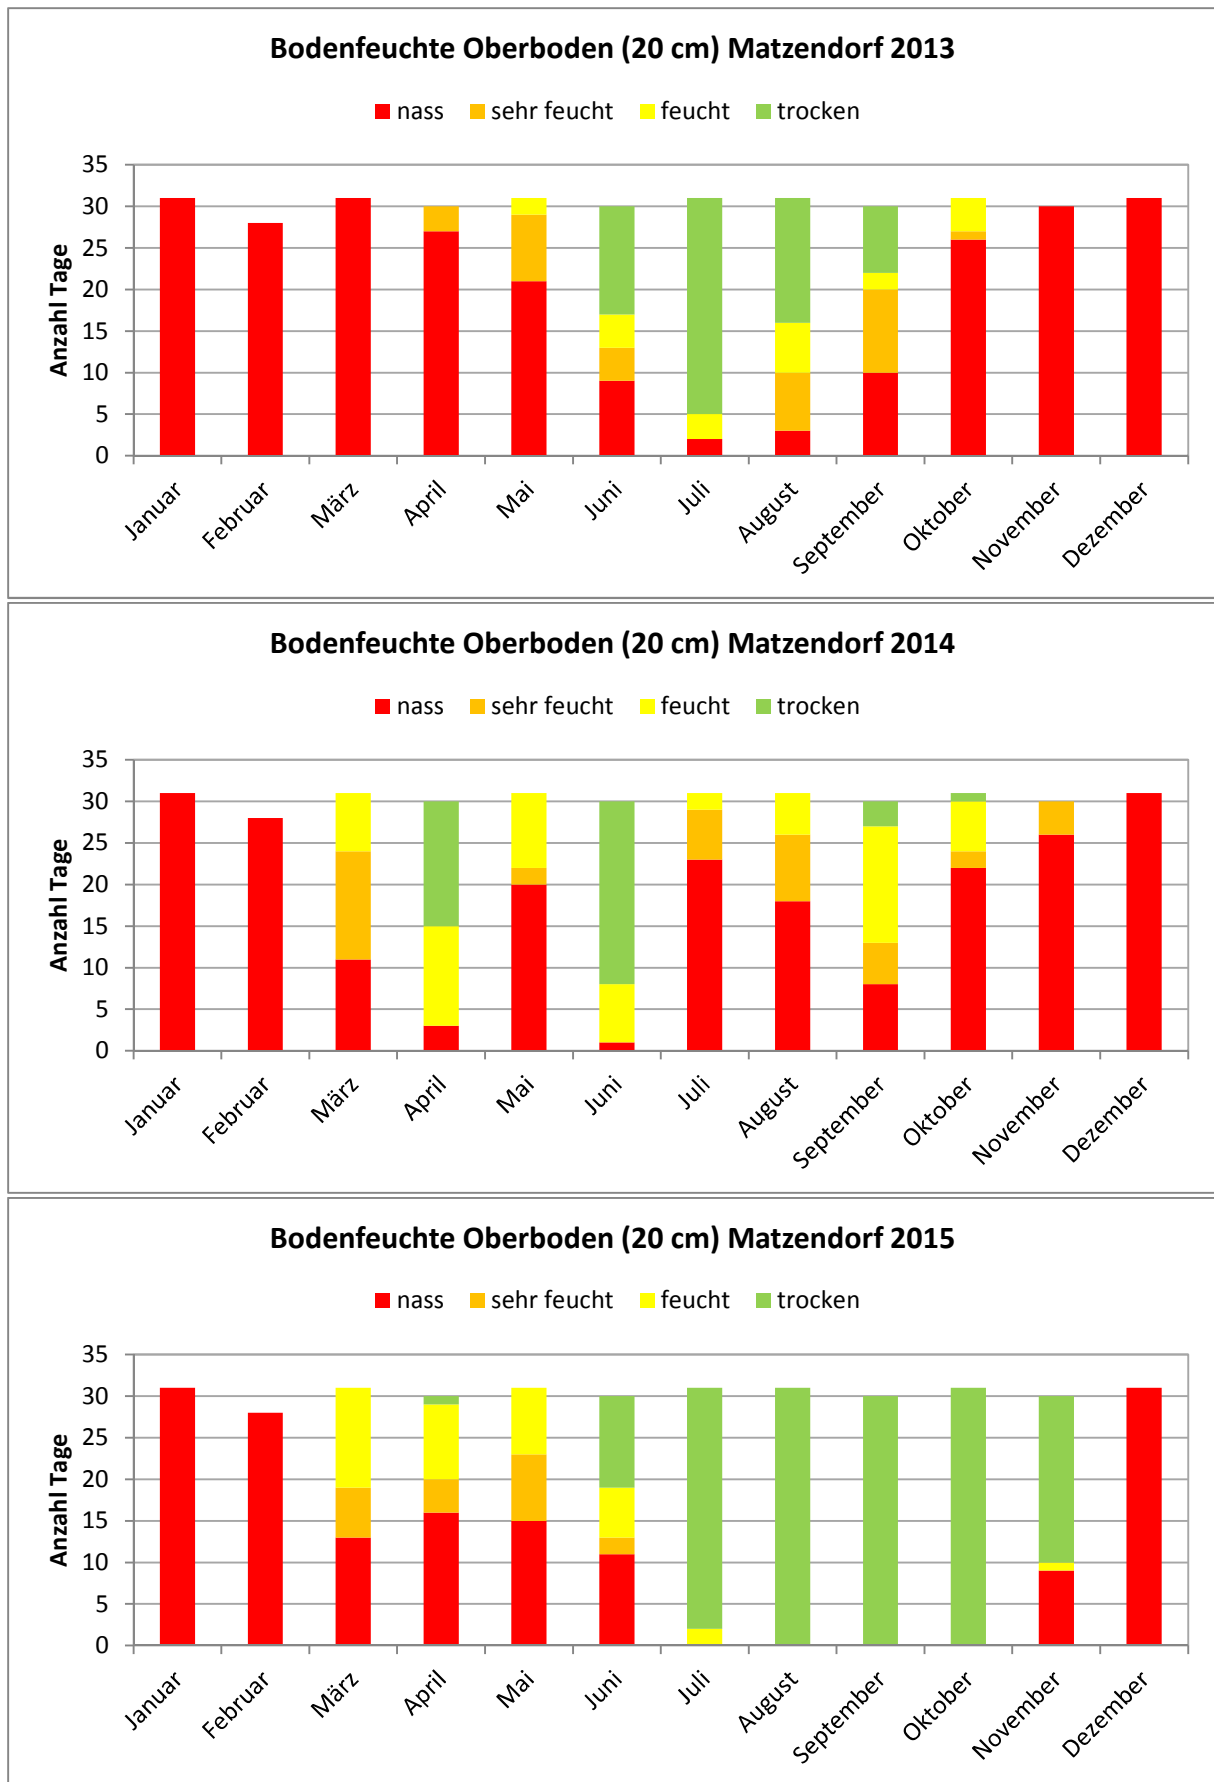 Bodenfeuchte Oberboden (20 cm) Matzendorf 2013
nass sehr feucht feucht trocken
Anzahl Tage
35
30
25
20
15
10
5
0
Januar Februar März April Mai Juni Juli August September Oktober November Dezember
Bodenfeuchte Oberboden (20 cm) Matzendorf 2014
nass sehr feucht feucht trocken
Anzahl Tage
35
30
25
20
15
10
5
0
Januar Februar März April Mai Juni Juli August September Oktober November Dezember
Bodenfeuchte Oberboden (20 cm) Matzendorf 2015
nass sehr feucht feucht trocken
Anzahl Tage
35
30
25
20
15
10
5
0
Januar Februar März April Mai Juni Juli August September Oktober November Dezember